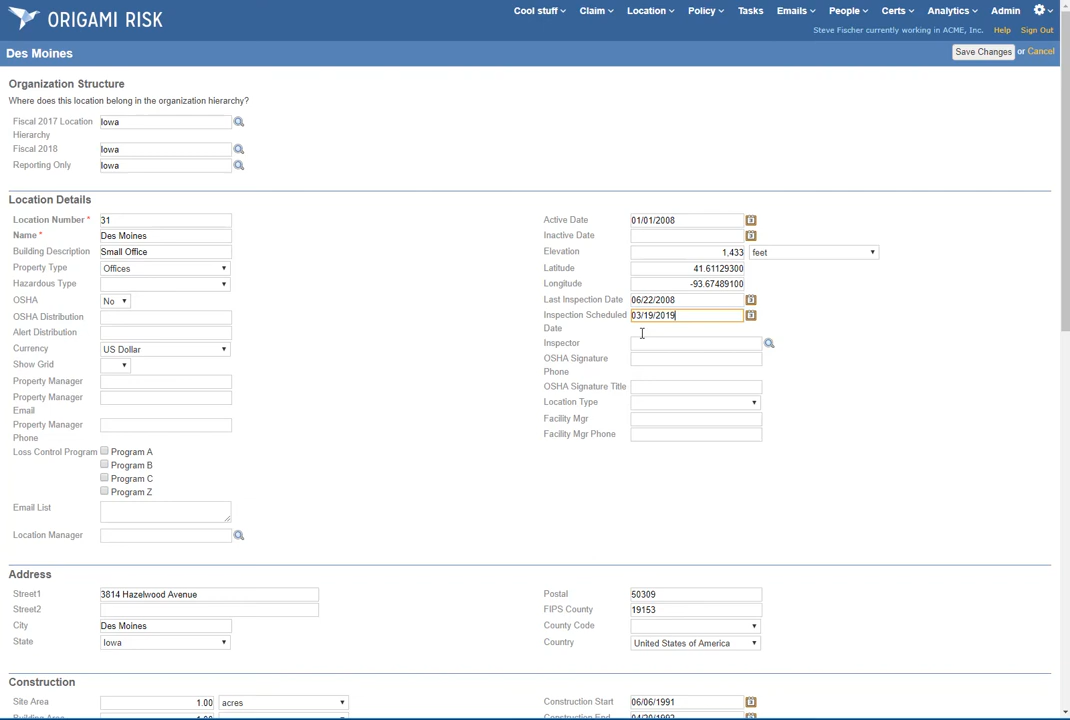 ORIGAMI RISK
Cool stuff Claim Location Policy Tasks Emails People Certs Analytics Admin
Steve Fischer currently working in ACME, Inc. Help Sign Out
Des Moines
Save Changes or Cancel
Organization Structure
Where does this location belong in the organization hierarchy?
Fiscal 2017 Location Hierarchy Iowa
Fiscal 2018 Iowa
Reporting Only Iowa
Location Details
Location Number * 31
Name * Des Moines
Building Description Small Office
Property Type Offices
Hazardous Type
OSHA No
OSHA Distribution
Alert Distribution
Currency US Dollar
Show Grid
Property Manager
Property Manager Email
Property Manager Phone
Loss Control Program Program A
Program B
Program C
Program Z
Email List
Location Manager
Active Date 01/01/2008
Inactive Date
Elevation 1,433 feet
Latitude 41.61129300
Longitude -93.67489100
Last Inspection Date 06/22/2008
Inspection Scheduled Date 03/19/2019
Inspector
OSHA Signature Phone
OSHA Signature Title
Location Type
Facility Mgr
Facility Mgr Phone
Address
Street1 3814 Hazelwood Avenue
Street2
City Des Moines
State Iowa
Postal 50309
FIPS County 19153
County Code
Country United States of America
Construction
Site Area 1.00 acres
Building Area 1.00
Construction Start 06/06/1991
Construction End 04/20/1992